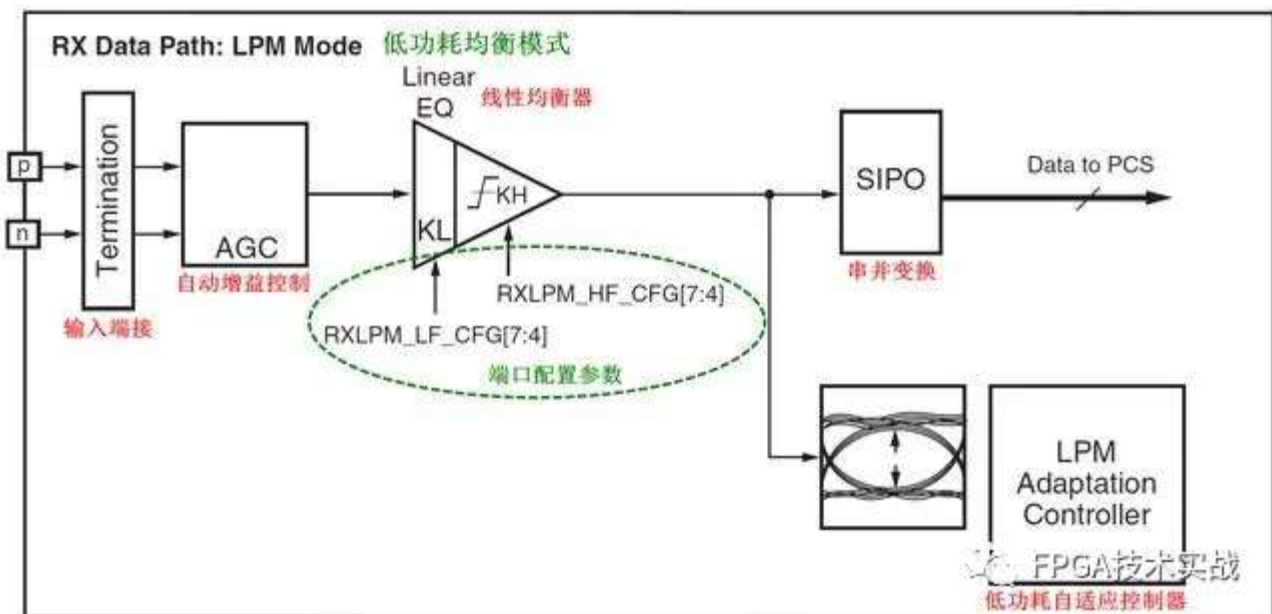 RX Data Path: LPM Mode 低功耗均衡模式
Linear
EQ 线性均衡器
p
n
Termination
输入端接
AGC
自动增益控制
KL
KH
RXLPM_HF_CFG[7:4]
RXLPM_LF_CFG[7:4]
端口配置参数
SIPO
串并变换
Data to PCS
LPM
Adaptation
Controller
FPGA技术实战
低功耗自适应控制器